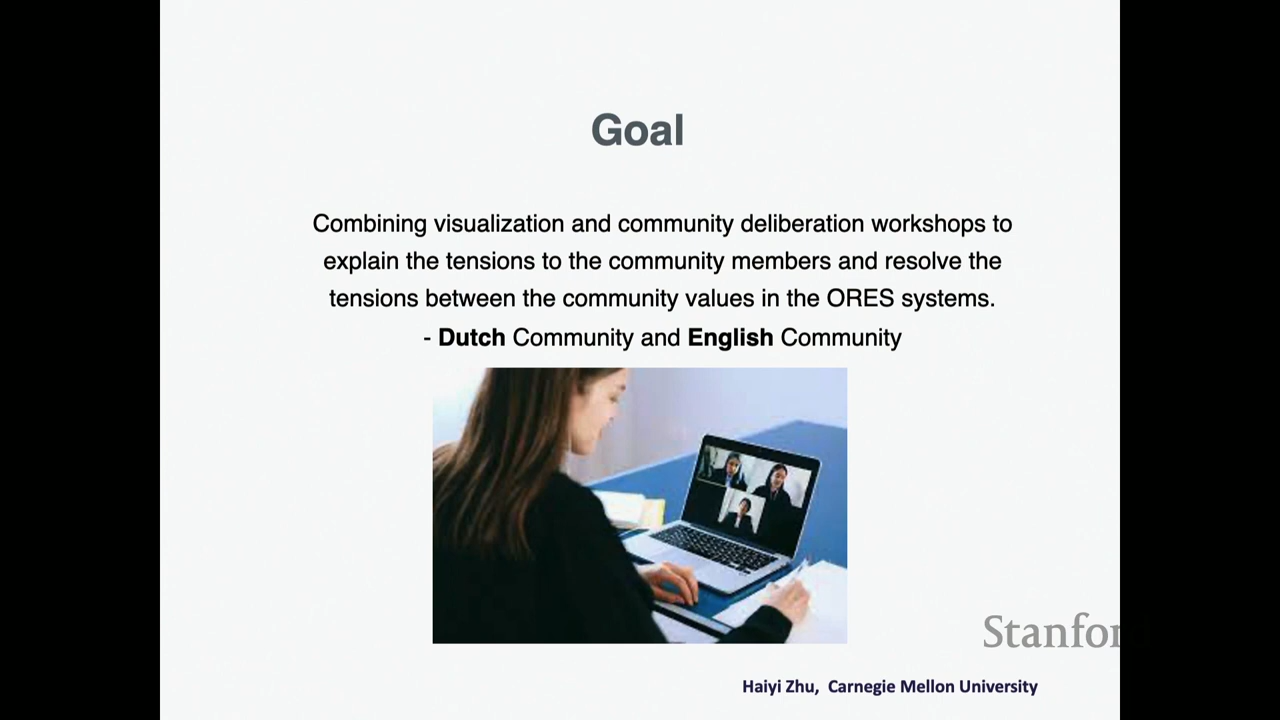 Goal
Combining visualization and community deliberation workshops to
explain the tensions to the community members and resolve the
tensions between the community values in the ORES systems.
- Dutch Community and English Community
Stanfor
Haiyi Zhu, Carnegie Mellon University